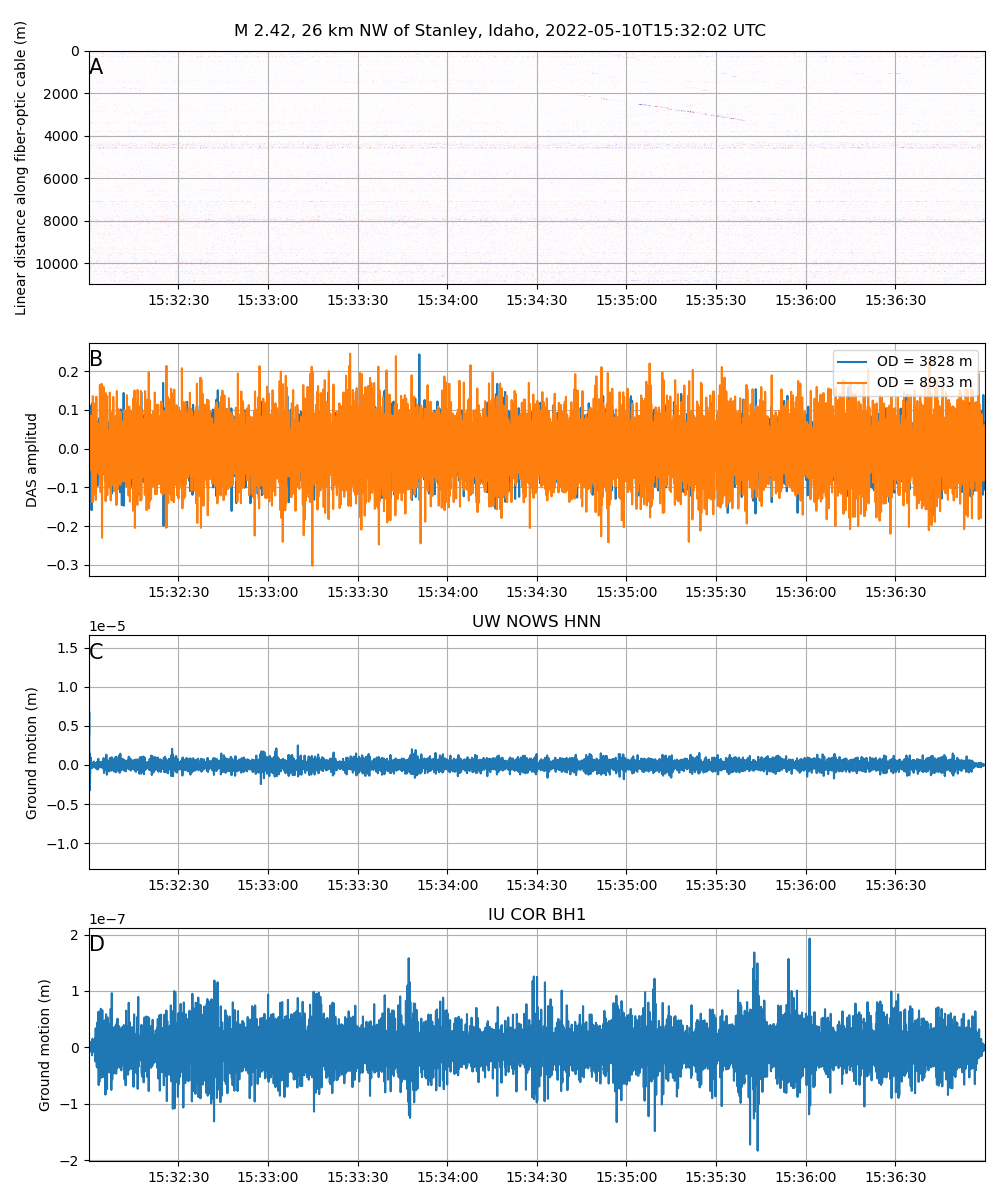 M 2.42, 26 km NW of Stanley, Idaho, 2022-05-10T15:32:02 UTC
A
Linear distance along fiber-optic cable (m)
0
2000
4000
6000
8000
10000
15:32:30 15:33:00 15:33:30 15:34:00 15:34:30 15:35:00 15:35:30 15:36:00 15:36:30
B
OD = 3828 m
OD = 8933 m
DAS amplitud
0.2
0.1
0.0
−0.1
−0.2
−0.3
15:32:30 15:33:00 15:33:30 15:34:00 15:34:30 15:35:00 15:35:30 15:36:00 15:36:30
UW NOWS HNN
1e−5
C
Ground motion (m)
1.5
1.0
0.5
0.0
−0.5
−1.0
15:32:30 15:33:00 15:33:30 15:34:00 15:34:30 15:35:00 15:35:30 15:36:00 15:36:30
IU COR BH1
1e−7
D
Ground motion (m)
2
1
0
−1
−2
15:32:30 15:33:00 15:33:30 15:34:00 15:34:30 15:35:00 15:35:30 15:36:00 15:36:30